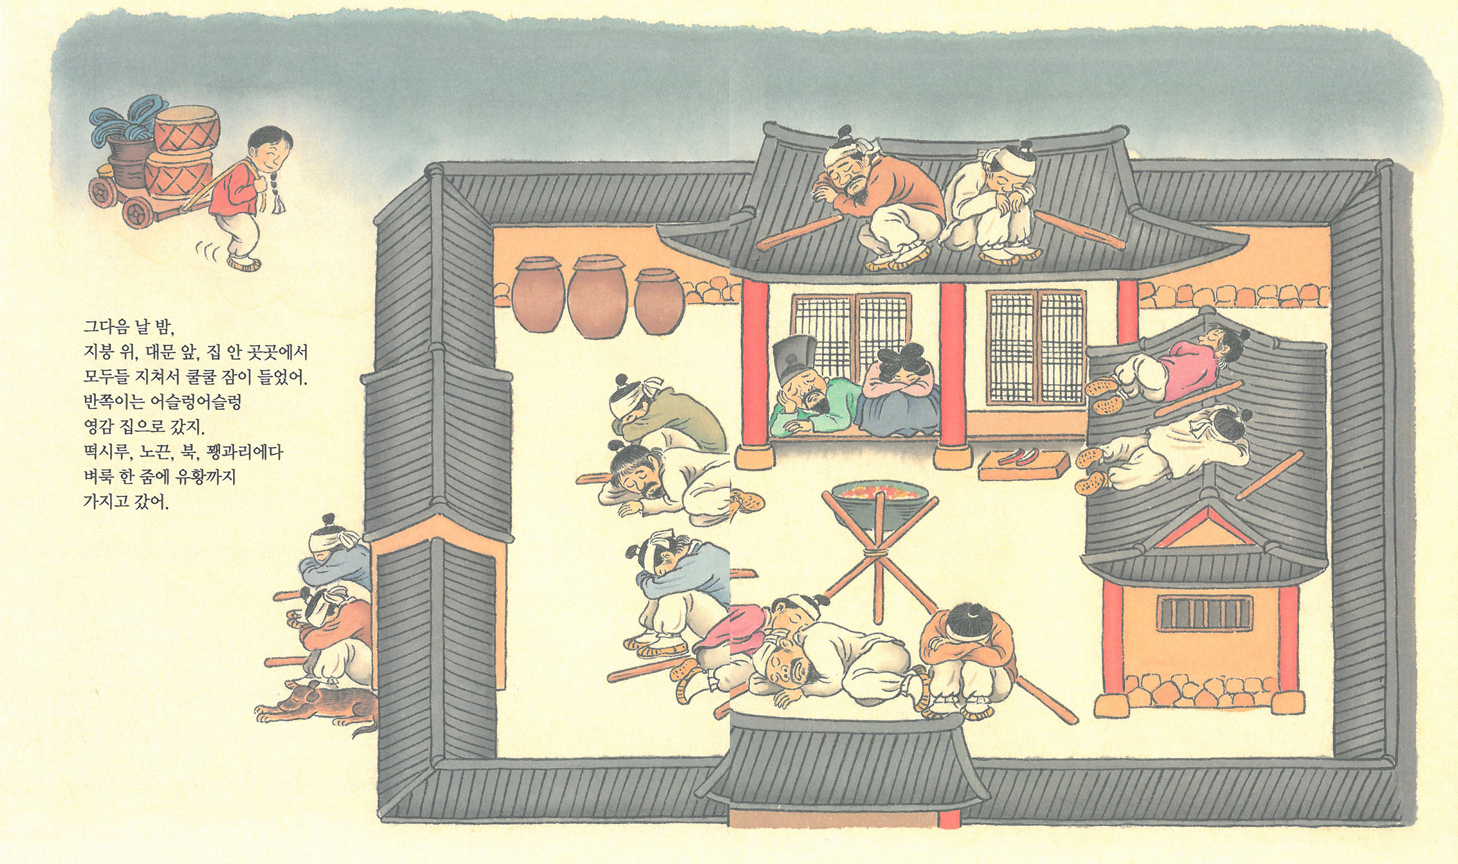 그다음 날 밤,
지붕 위, 대문 앞, 집 안 곳곳에서
모두들 지쳐서 쿨쿨 잠이 들었어.
반쪽이는 어슬렁어슬렁
영감 집으로 갔지.
떡시루, 노끈, 북, 꽹과리에다
벼룩 한 줌에 유황까지
가지고 갔어.